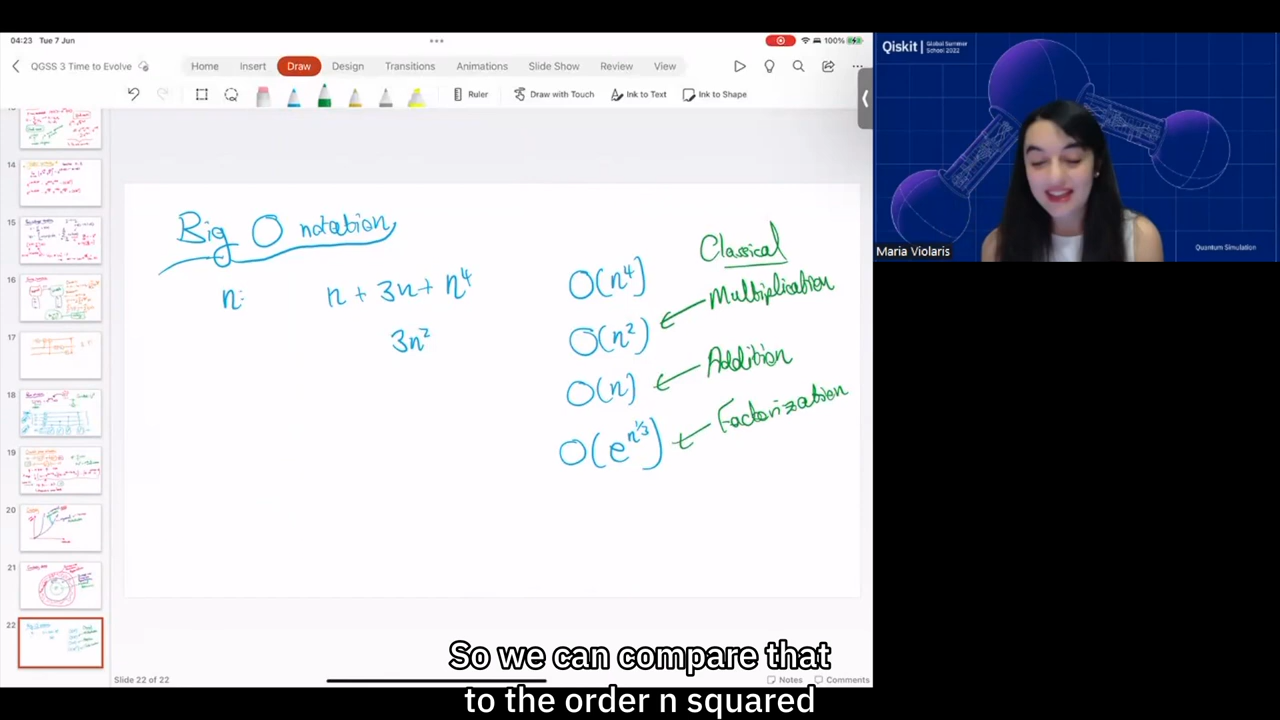 04:23 Tue 7 Jun
100%
QGSS 3 Time to Evolve
Home Insert Draw Design Transitions Animations Slide Show Review View
Ruler Draw with Touch Ink to Text Ink to Shape
14
15
16
17
18
19
20
21
22
Big O notation
n:
n + 3n + n⁴
3n²
O(n⁴)
O(n²)
O(n)
O(e^n^1/3)
Classical
Multiplication
Addition
Factorization
Slide 22 of 22
Notes Comments
Qiskit | Global Summer School 2022
Maria Violaris
Quantum Simulation
So we can compare that
to the order n squared